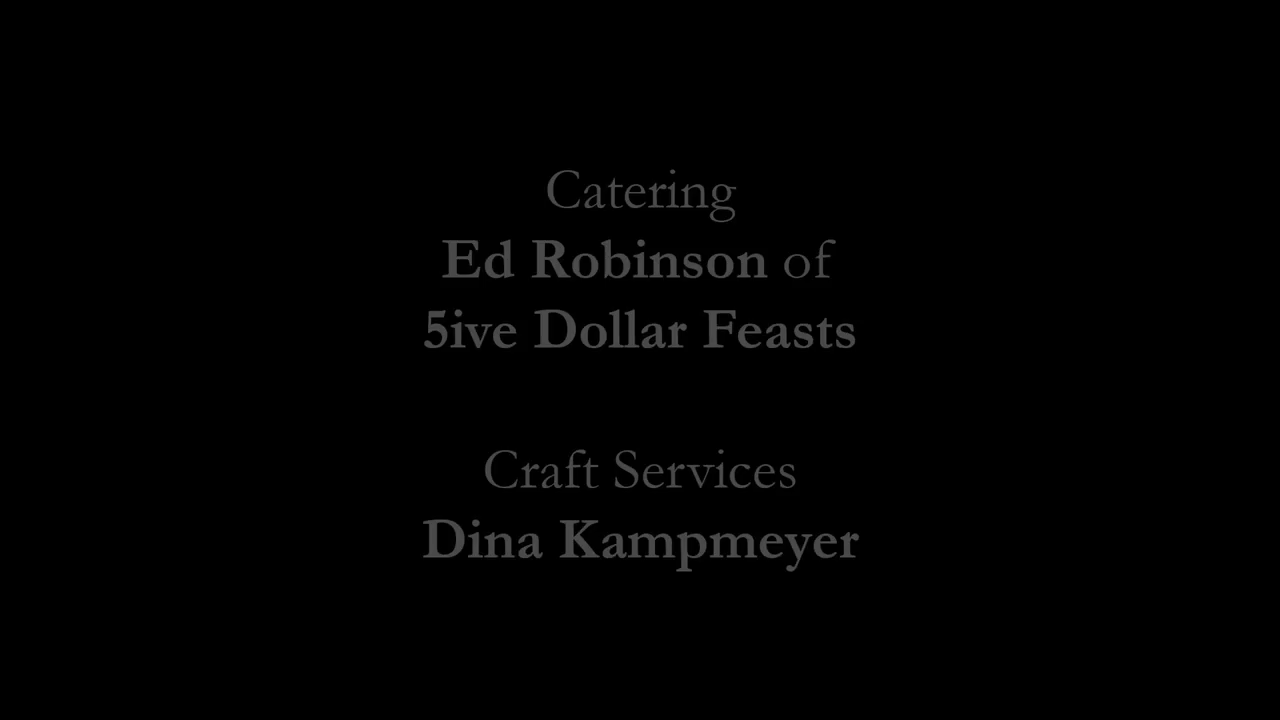 Catering
Ed Robinson of
5ive Dollar Feasts
Craft Services
Dina Kampmeyer